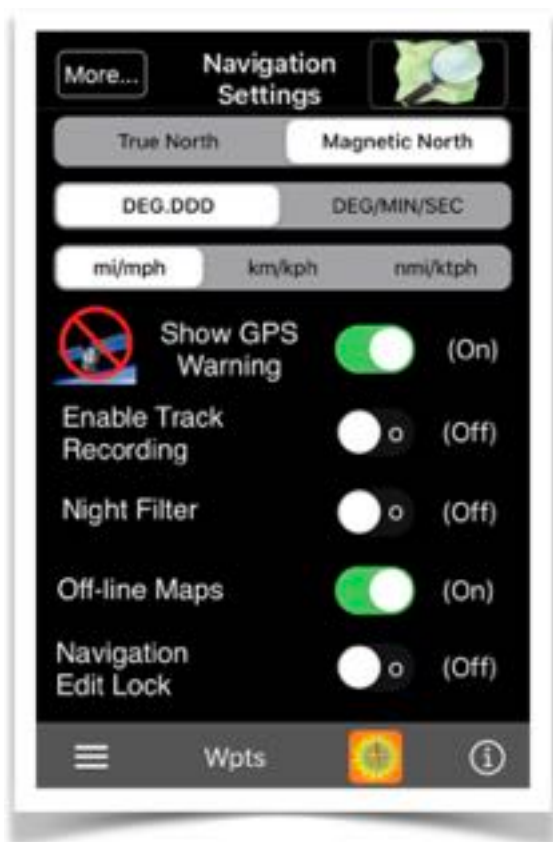 More...
Navigation
Settings
True North Magnetic North
DEG.DDD DEG/MIN/SEC
mi/mph km/kph nmi/ktph
Show GPS
Warning
(On)
Enable Track
Recording
(Off)
Night Filter (Off)
Off-line Maps (On)
Navigation
Edit Lock
(Off)
Wpts